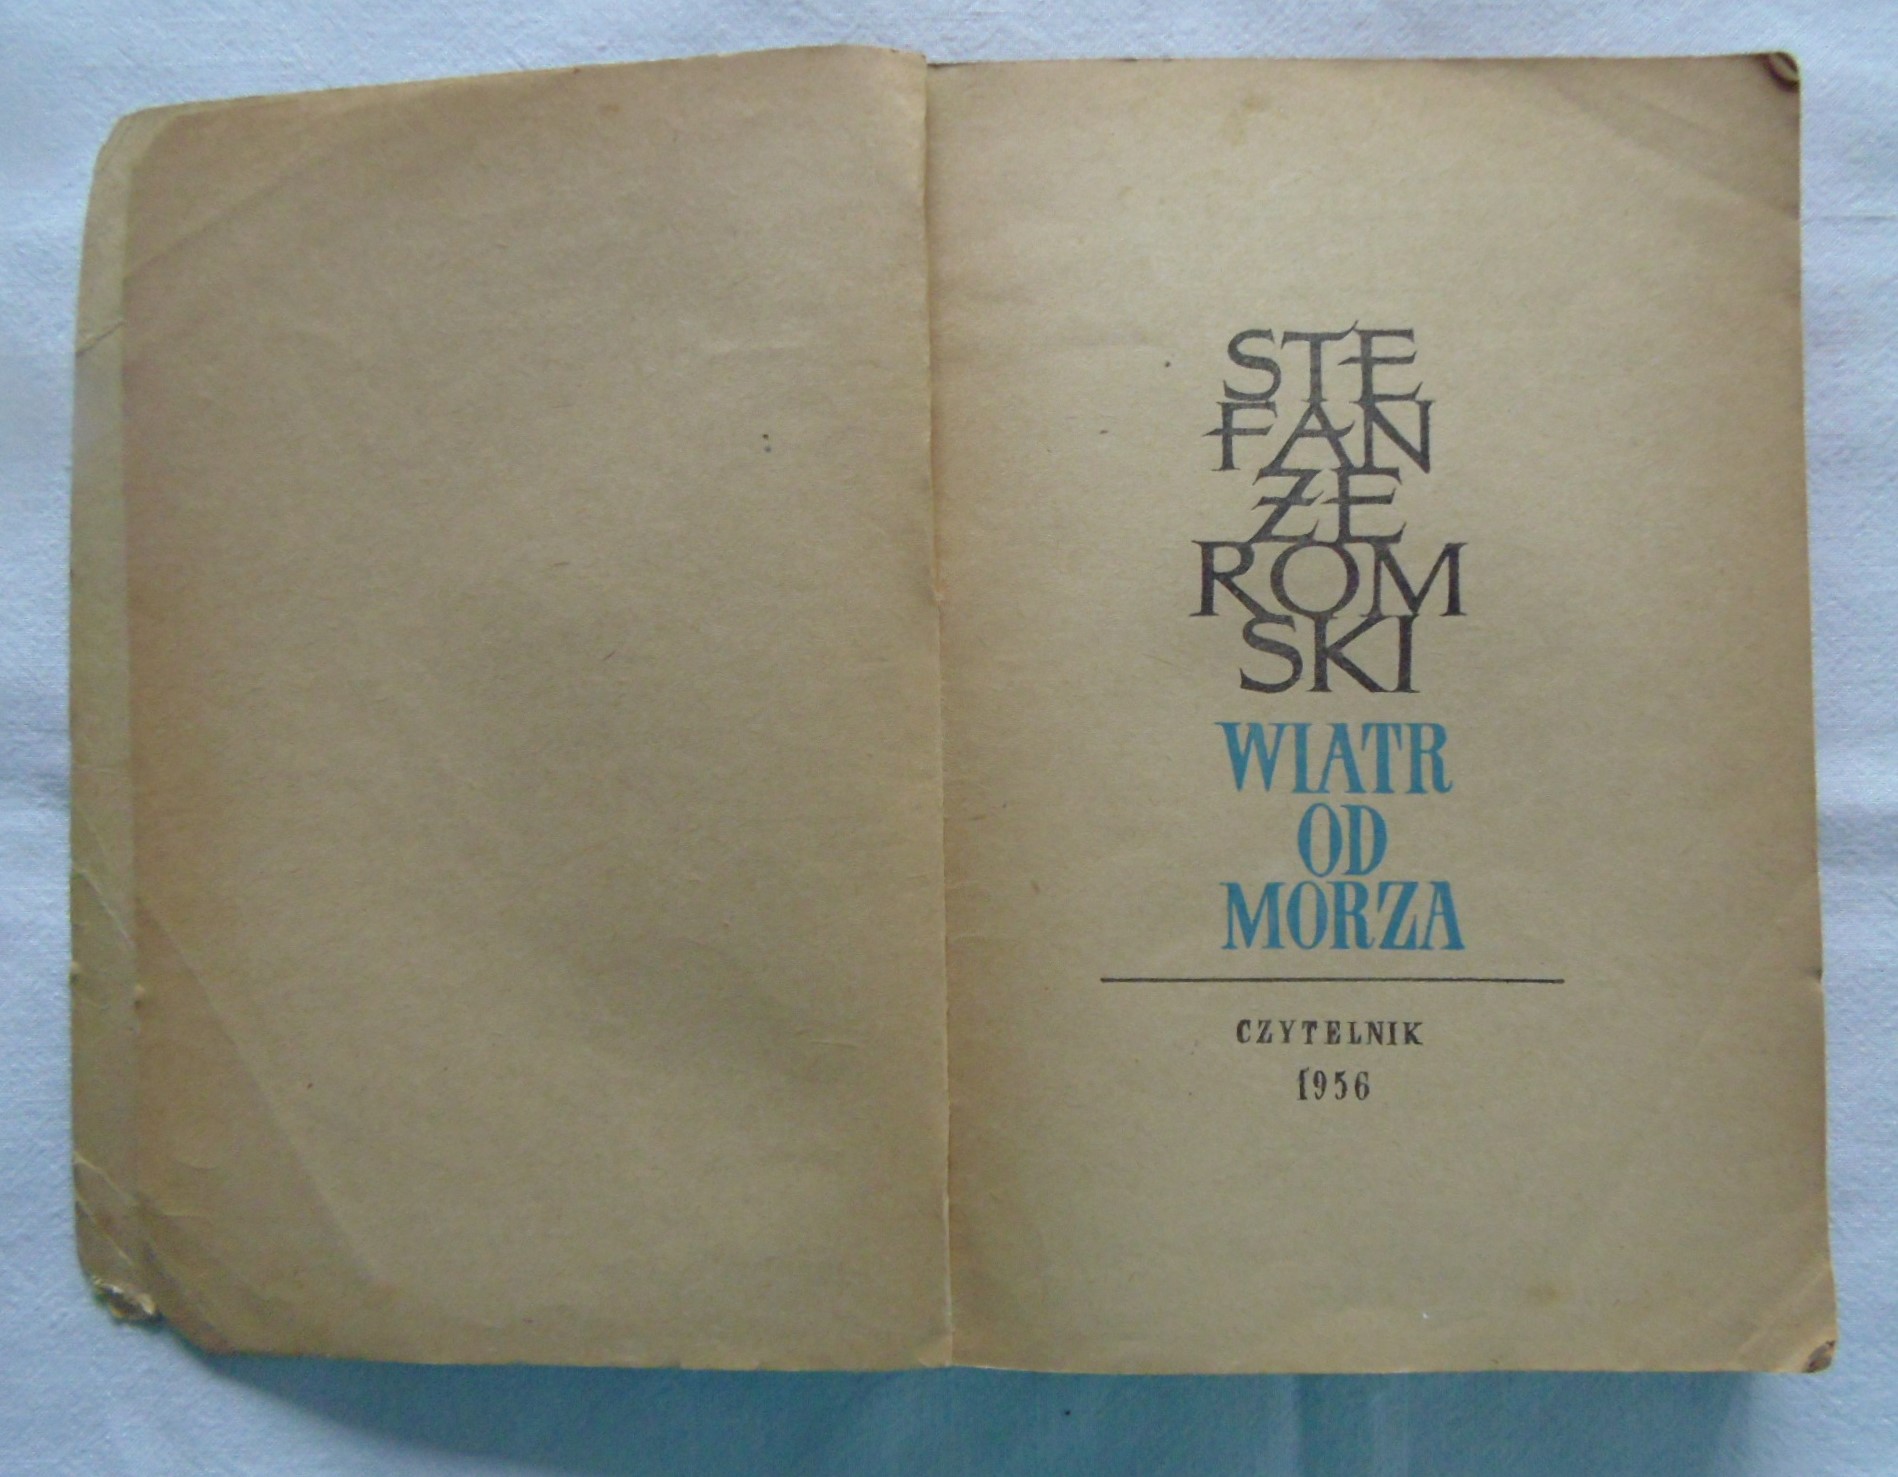 STE
FAN
ŻE
ROM
SKI
WIATR
OD
MORZA
CZYTELNIK
1956